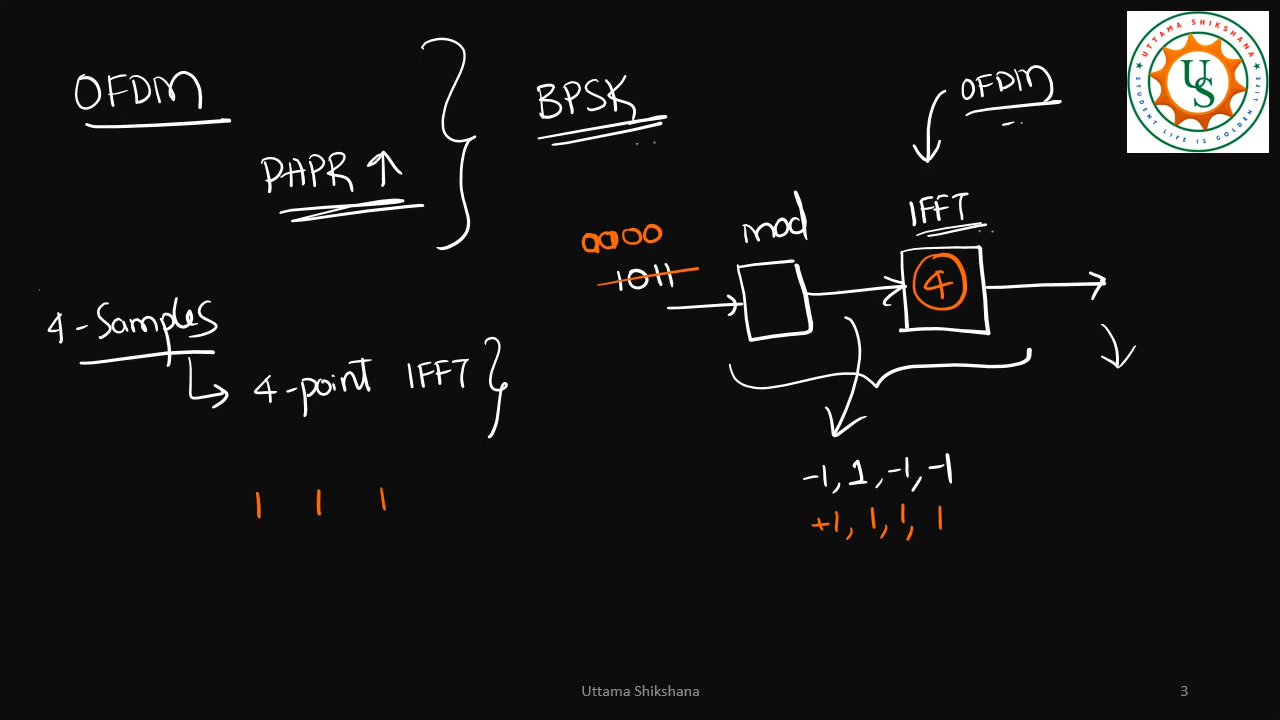 OFDM
PAPR ↑
BPSK
OFDM
IFFT
mod
0000
1011
4
4-Samples
4-point IFFT
-1, 1, -1, -1
+1, 1, 1, 1
1 1 1
UTTAMA SHIKSHANA
US
STUDENT LIFE IS GOLDEN LIFE
Uttama Shikshana
3